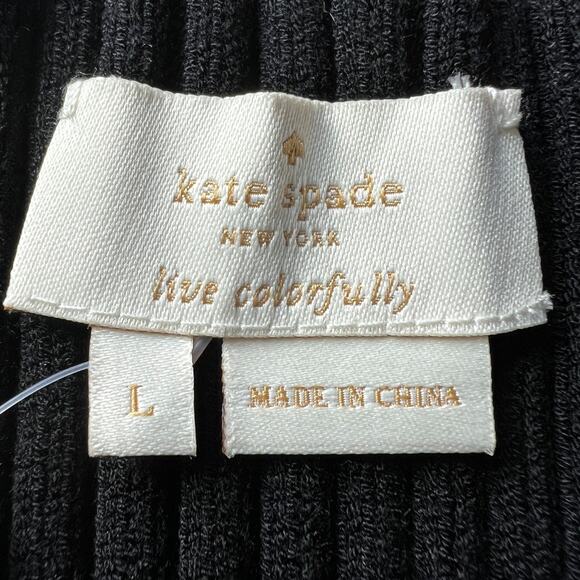 kate spade
NEW YORK
live colorfully
L
MADE IN CHINA